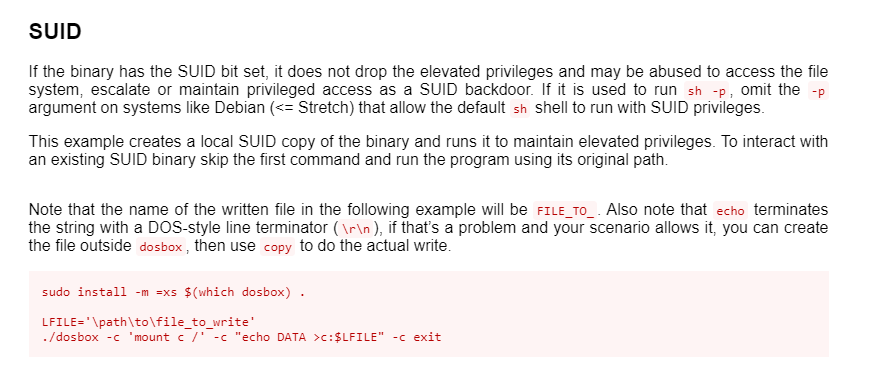 SUID
If the binary has the SUID bit set, it does not drop the elevated privileges and may be abused to access the file
system, escalate or maintain privileged access as a SUID backdoor. If it is used to run sh -p, omit the -p
argument on systems like Debian (<= Stretch) that allow the default sh shell to run with SUID privileges.
This example creates a local SUID copy of the binary and runs it to maintain elevated privileges. To interact with
an existing SUID binary skip the first command and run the program using its original path.
Note that the name of the written file in the following example will be FILE_TO_. Also note that echo terminates
the string with a DOS-style line terminator (\r\n), if that's a problem and your scenario allows it, you can create
the file outside dosbox, then use copy to do the actual write.
sudo install -m =xs $(which dosbox) .
LFILE='\path\to\file_to_write'
./dosbox -c 'mount c /' -c "echo DATA >c:$LFILE" -c exit